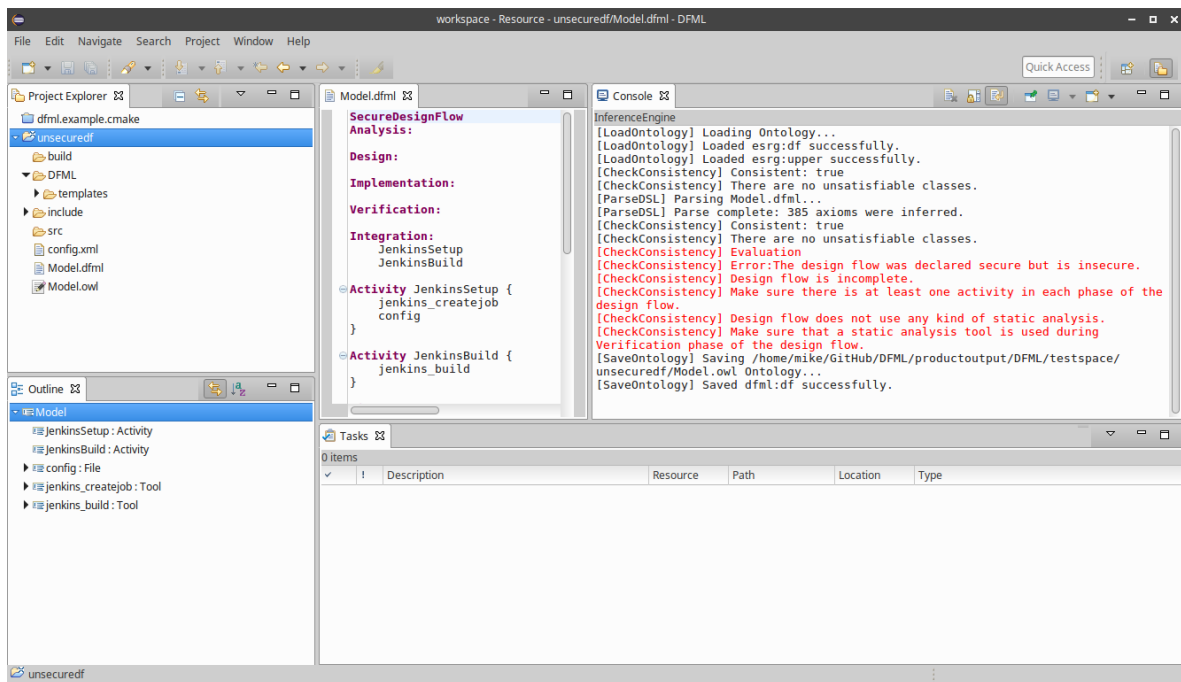 workspace - Resource - unsecuredf/Model.dfml - DFML
File Edit Navigate Search Project Window Help
Quick Access
Project Explorer
dfml.example.cmake
unsecuredf
build
DFML
templates
include
src
config.xml
Model.dfml
Model.owl
Outline
Model
JenkinsSetup : Activity
JenkinsBuild : Activity
config : File
jenkins_createjob : Tool
jenkins_build : Tool
Model.dfml
SecureDesignFlow
Analysis:
Design:
Implementation:
Verification:
Integration:
JenkinsSetup
JenkinsBuild
Activity JenkinsSetup {
jenkins_createjob
config
}
Activity JenkinsBuild {
jenkins_build
}
Console
InferenceEngine
[LoadOntology] Loading Ontology...
[LoadOntology] Loaded esrg:df successfully.
[LoadOntology] Loaded esrg:upper successfully.
[CheckConsistency] Consistent: true
[CheckConsistency] There are no unsatisfiable classes.
[ParseDSL] Parsing Model.dfml...
[ParseDSL] Parse complete: 385 axioms were inferred.
[CheckConsistency] Consistent: true
[CheckConsistency] There are no unsatisfiable classes.
[CheckConsistency] Evaluation
[CheckConsistency] Error:The design flow was declared secure but is insecure.
[CheckConsistency] Design flow is incomplete.
[CheckConsistency] Make sure there is at least one activity in each phase of the
design flow.
[CheckConsistency] Design flow does not use any kind of static analysis.
[CheckConsistency] Make sure that a static analysis tool is used during
Verification phase of the design flow.
[SaveOntology] Saving /home/mike/GitHub/DFML/productoutput/DFML/testspace/
unsecuredf/Model.owl Ontology...
[SaveOntology] Saved dfml:df successfully.
Tasks
0 items
! Description Resource Path Location Type
unsecuredf